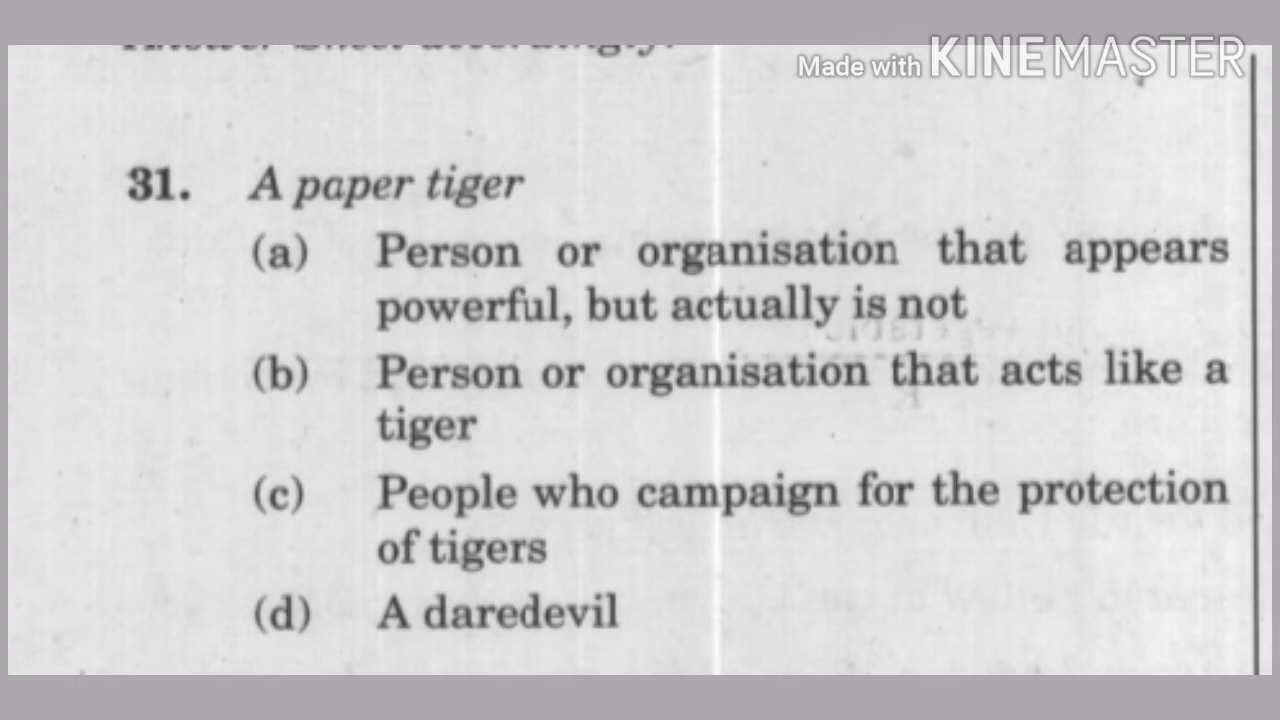 Made with KINEMASTER
31. A paper tiger
(a) Person or organisation that appears
powerful, but actually is not
(b) Person or organisation that acts like a
tiger
(c) People who campaign for the protection
of tigers
(d) A daredevil